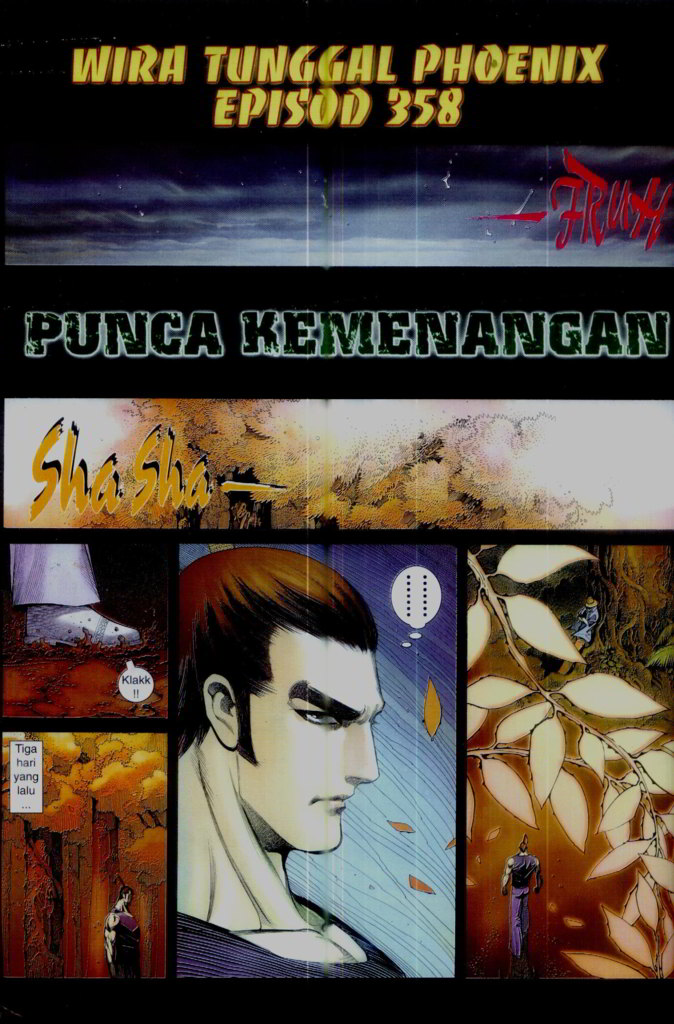 WIRA TUNGGAL PHOENIX
EPISOD 358
FRUH
PUNCA KEMENANGAN
Sha Sha
Klakk
!!
Tiga
hari
yang
lalu
...